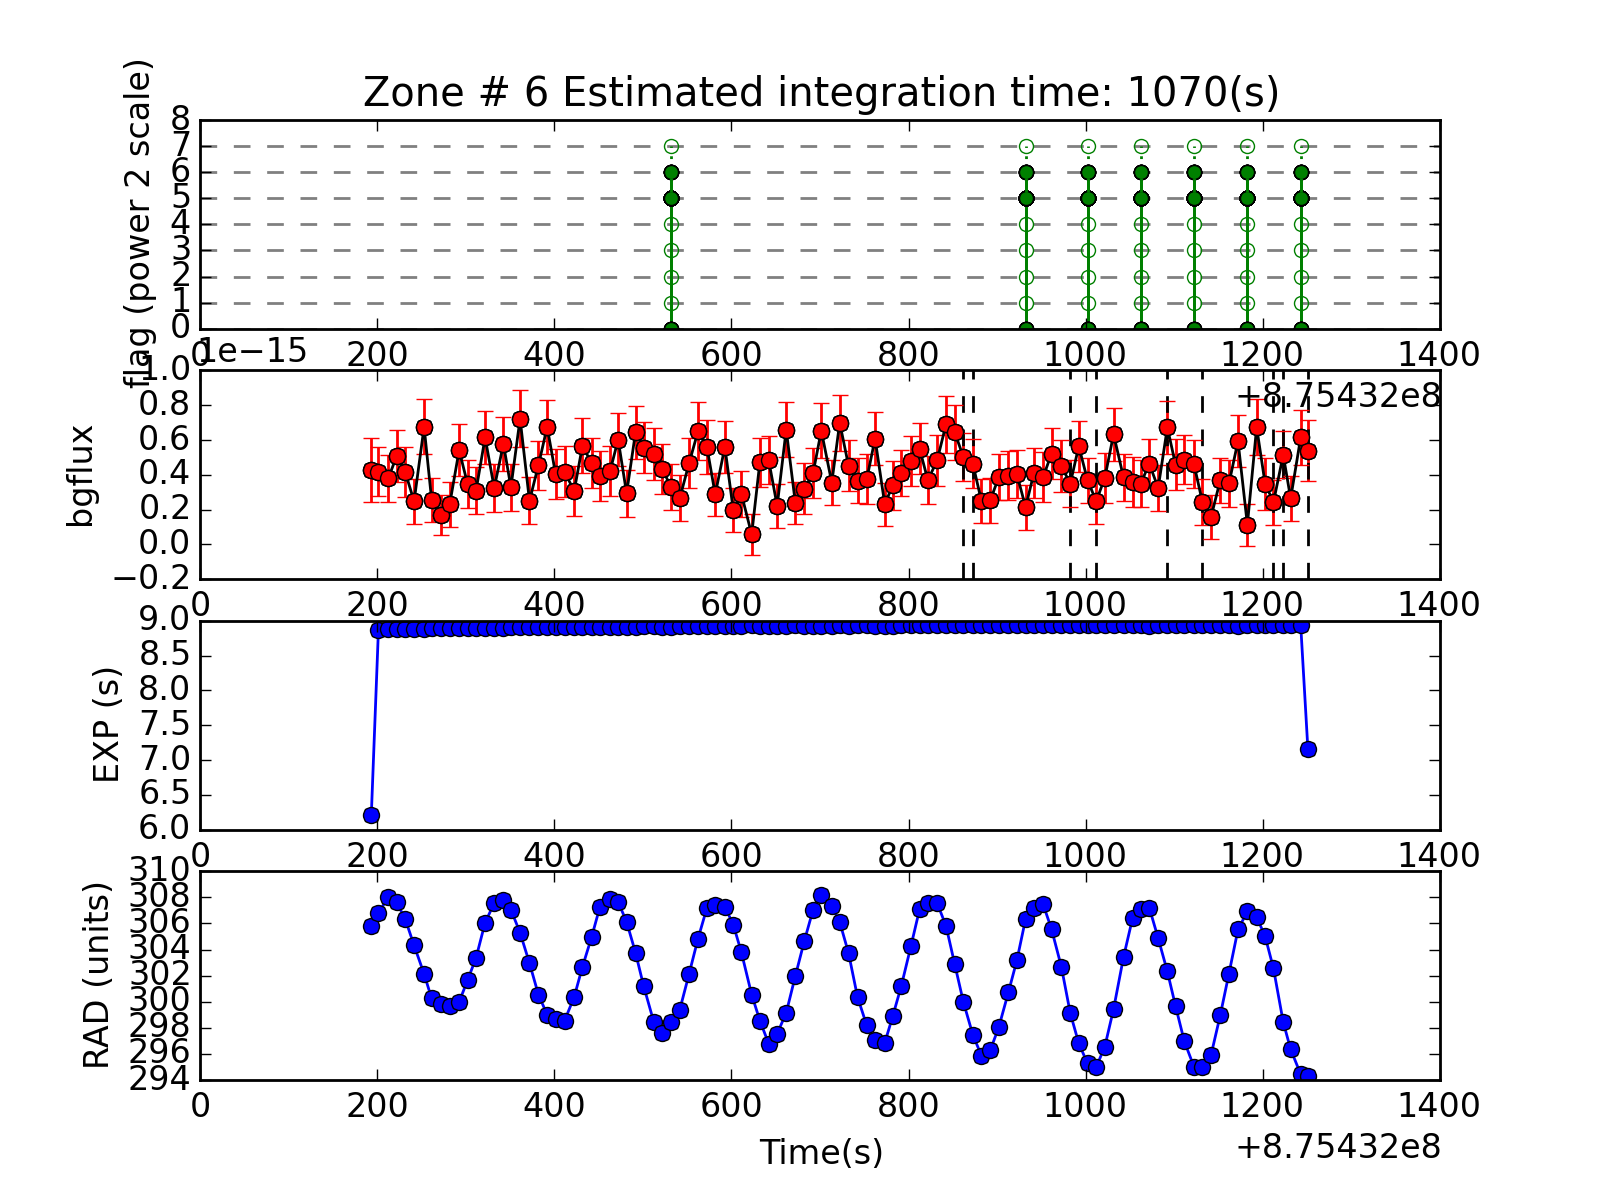 Zone # 6 Estimated integration time: 1070(s)
flag (power 2 scale)
8
7
6
5
4
3
2
1
0
0 200 400 600 800 1000 1200 1400
1e−15
+8.75432e8
bgflux
1.0
0.8
0.6
0.4
0.2
0.0
−0.2
0 200 400 600 800 1000 1200 1400
EXP (s)
9.0
8.5
8.0
7.5
7.0
6.5
6.0
0 200 400 600 800 1000 1200 1400
RAD (units)
310
308
306
304
302
300
298
296
294
0 200 400 600 800 1000 1200 1400
Time(s)
+8.75432e8